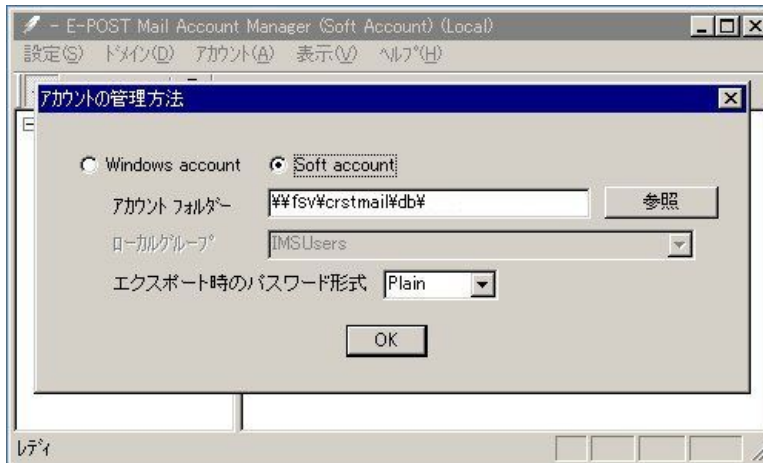 - E-POST Mail Account Manager (Soft Account) (Local)
設定(S) ﾄﾞﾒｲﾝ(D) ｱｶｳﾝﾄ(A) 表示(V) ﾍﾙﾌﾟ(H)
ｱｶｳﾝﾄの管理方法
Windows account Soft account
ｱｶｳﾝﾄ ﾌｫﾙﾀﾞｰ ¥¥fsv¥crstmail¥db¥ 参照
ﾛｰｶﾙｸﾞﾙｰﾌﾟ IMSUsers
エクスポート時のパスワード形式 Plain
OK
ﾚﾃﾞｨ